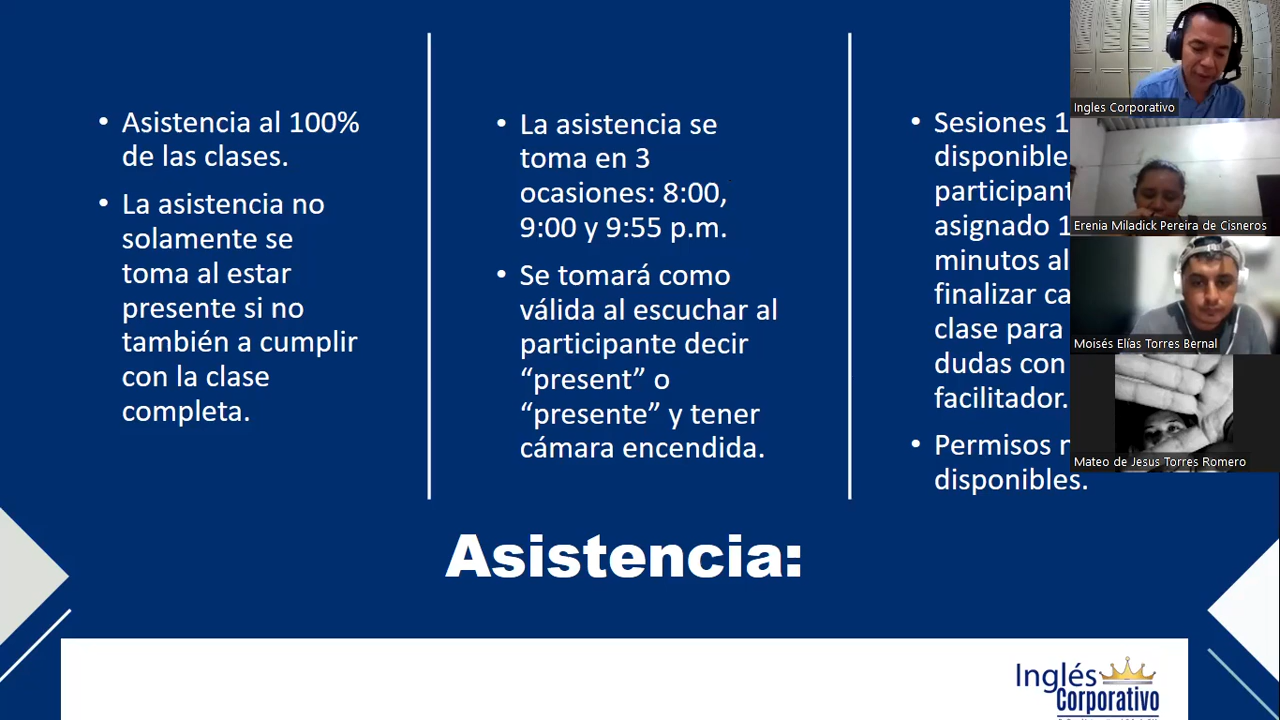 • Asistencia al 100%
de las clases.
• La asistencia no
solamente se
toma al estar
presente si no
también a cumplir
con la clase
completa.
• La asistencia se
toma en 3
ocasiones: 8:00,
9:00 y 9:55 p.m.
• Se tomará como
válida al escuchar al
participante decir
“present” o
“presente” y tener
cámara encendida.
• Sesiones 1
disponible
participant
asignado 1
minutos al
finalizar ca
clase para
dudas con
facilitador.
• Permisos n
disponibles.
Asistencia:
Inglés
Corporativo
Ingles Corporativo
Erenia Miladick Pereira de Cisneros
Moisés Elías Torres Bernal
Mateo de Jesus Torres Romero